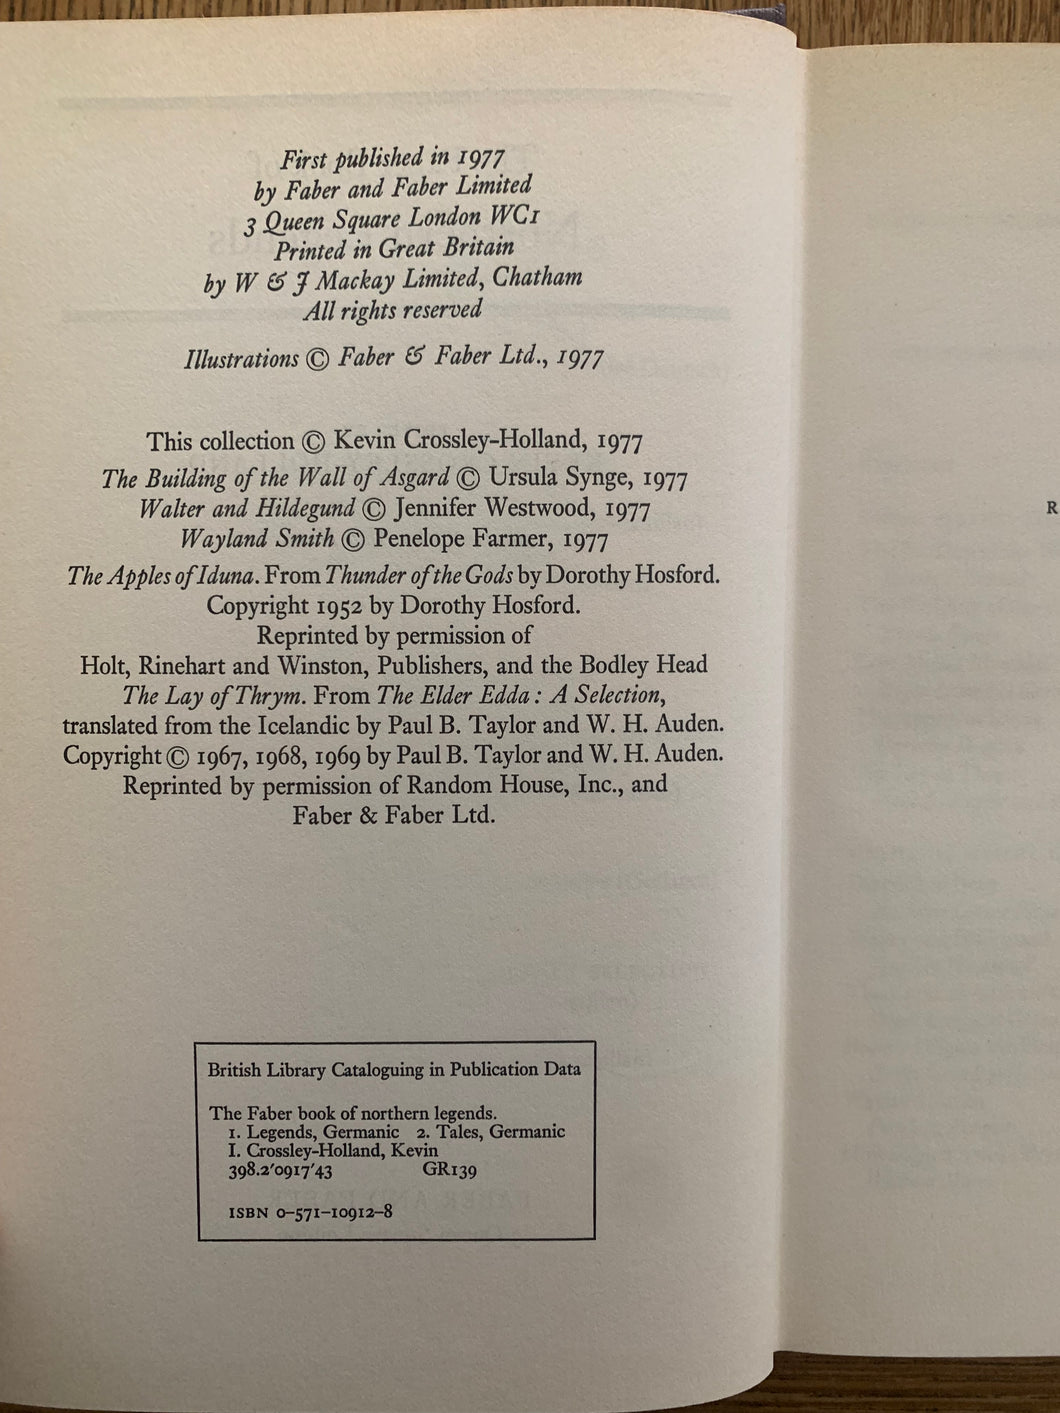 First published in 1977
by Faber and Faber Limited
3 Queen Square London WC1
Printed in Great Britain
by W & J Mackay Limited, Chatham
All rights reserved
Illustrations © Faber & Faber Ltd., 1977
This collection © Kevin Crossley-Holland, 1977
The Building of the Wall of Asgard © Ursula Synge, 1977
Walter and Hildegund © Jennifer Westwood, 1977
Wayland Smith © Penelope Farmer, 1977
The Apples of Iduna. From Thunder of the Gods by Dorothy Hosford.
Copyright 1952 by Dorothy Hosford.
Reprinted by permission of
Holt, Rinehart and Winston, Publishers, and the Bodley Head
The Lay of Thrym. From The Elder Edda : A Selection,
translated from the Icelandic by Paul B. Taylor and W. H. Auden.
Copyright © 1967, 1968, 1969 by Paul B. Taylor and W. H. Auden.
Reprinted by permission of Random House, Inc., and
Faber & Faber Ltd.
British Library Cataloguing in Publication Data
The Faber book of northern legends.
1. Legends, Germanic 2. Tales, Germanic
I. Crossley-Holland, Kevin
398.2'0917'43 GR139
ISBN 0-571-10912-8
R